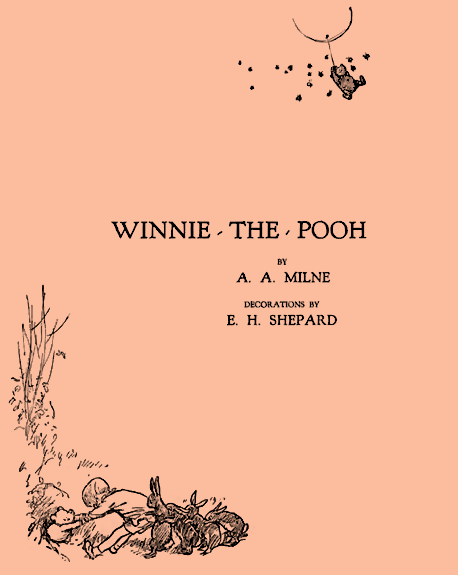 WINNIE-THE-POOH
BY
A. A. MILNE
DECORATIONS BY
E. H. SHEPARD